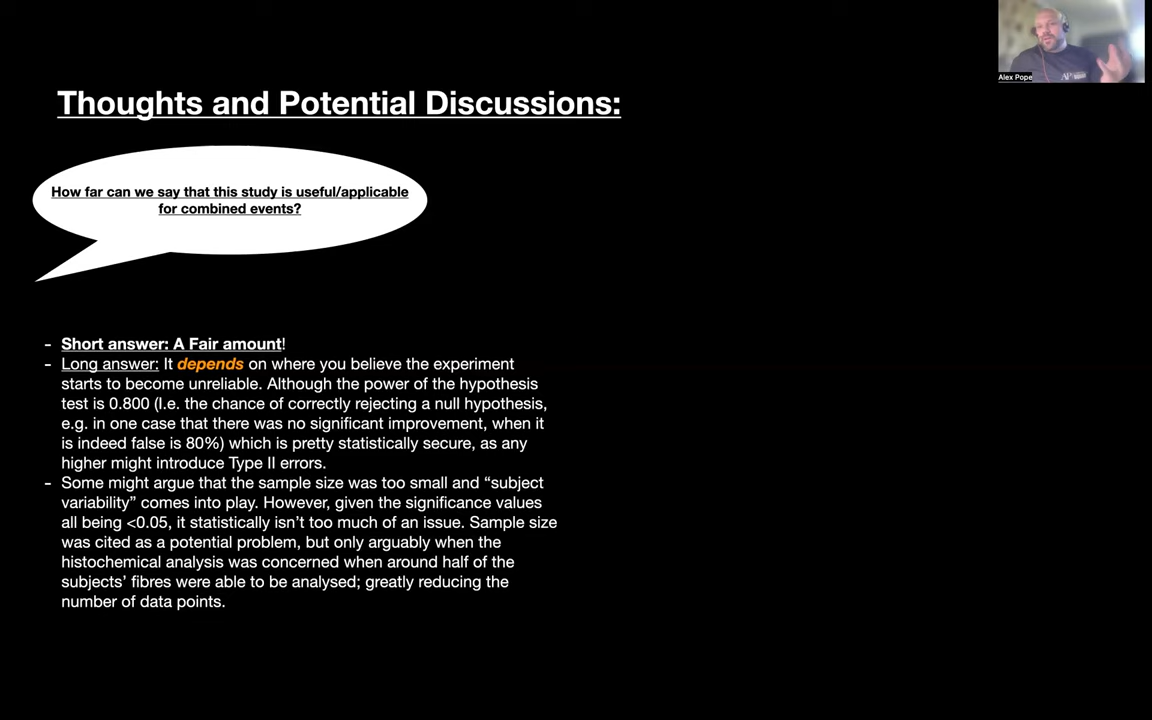 Alex Pope
Thoughts and Potential Discussions:
How far can we say that this study is useful/applicable
for combined events?
- Short answer: A Fair amount!
- Long answer: It depends on where you believe the experiment
starts to become unreliable. Although the power of the hypothesis
test is 0.800 (I.e. the chance of correctly rejecting a null hypothesis,
e.g. in one case that there was no significant improvement, when it
is indeed false is 80%) which is pretty statistically secure, as any
higher might introduce Type II errors.
- Some might argue that the sample size was too small and “subject
variability” comes into play. However, given the significance values
all being <0.05, it statistically isn’t too much of an issue. Sample size
was cited as a potential problem, but only arguably when the
histochemical analysis was concerned when around half of the
subjects’ fibres were able to be analysed; greatly reducing the
number of data points.